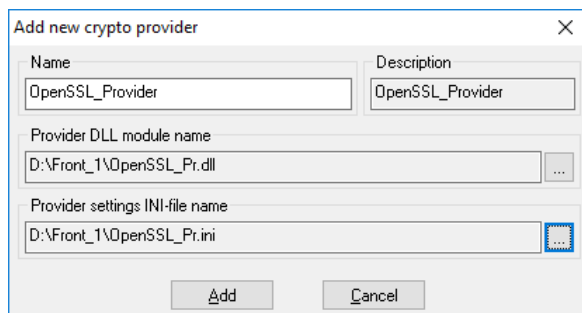 Add new crypto provider
Name
Description
OpenSSL_Provider
OpenSSL_Provider
Provider DLL module name
D:\Front_1\OpenSSL_Pr.dll
...
Provider settings INI-file name
D:\Front_1\OpenSSL_Pr.ini
...
Add
Cancel